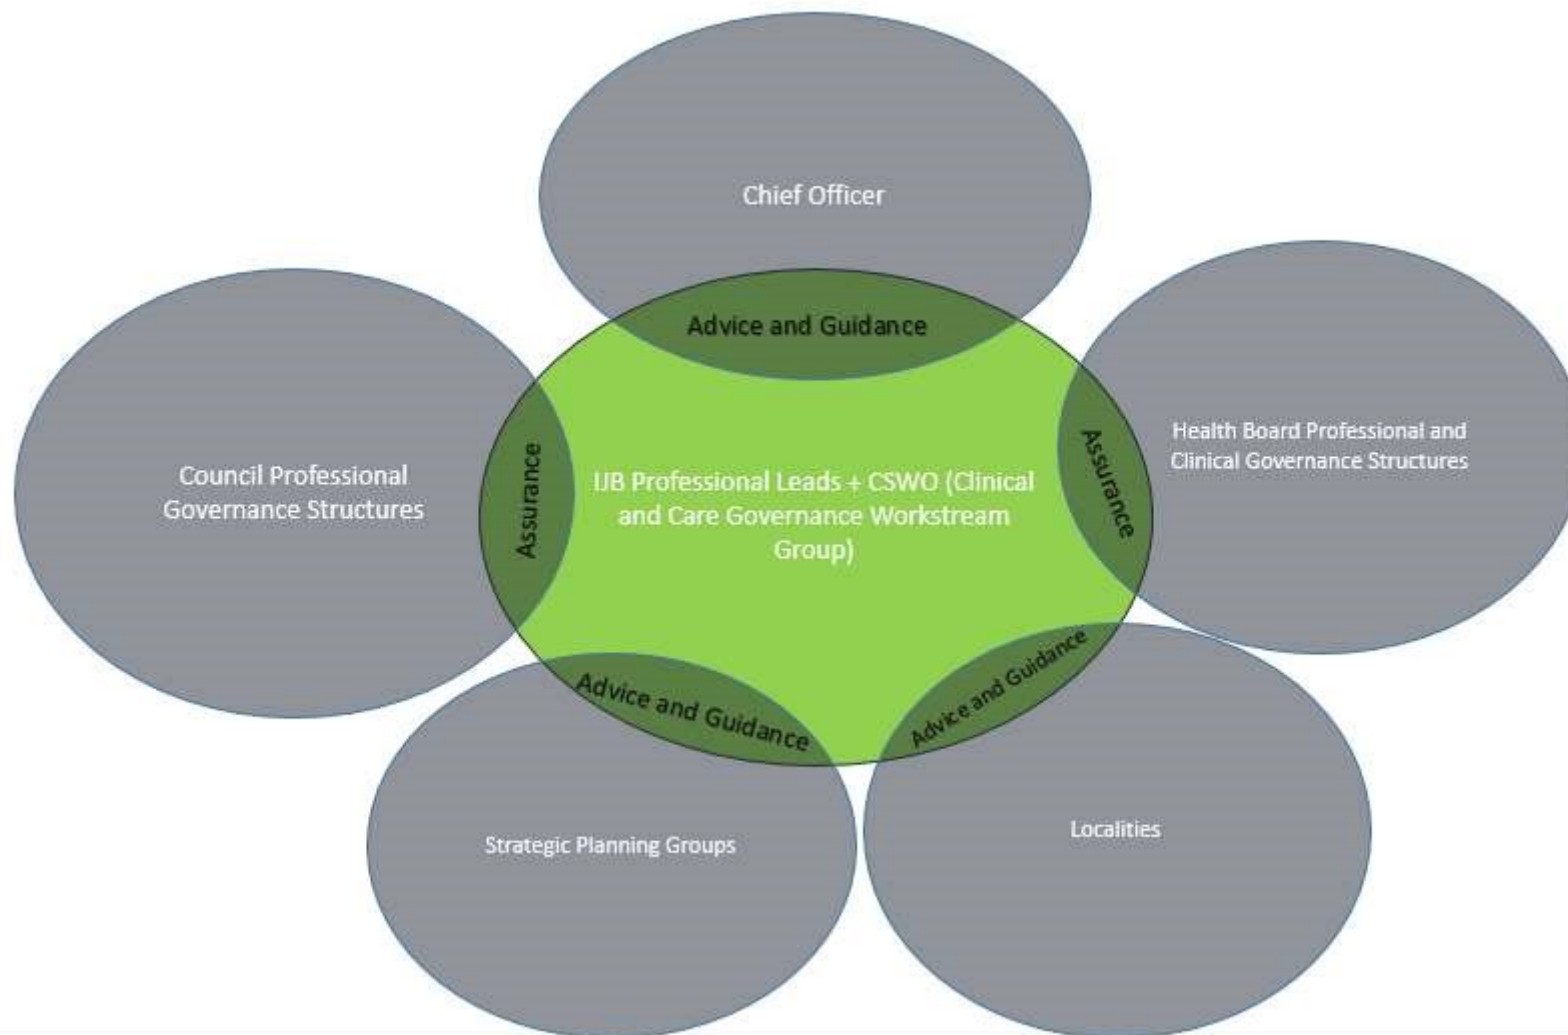 Chief Officer
Advice and Guidance
Council Professional
Governance Structures
Assurance
IJB Professional Leads + CSWO (Clinical
and Care Governance Workstream
Group)
Assurance
Health Board Professional and
Clinical Governance Structures
Advice and Guidance
Advice and Guidance
Strategic Planning Groups
Localities